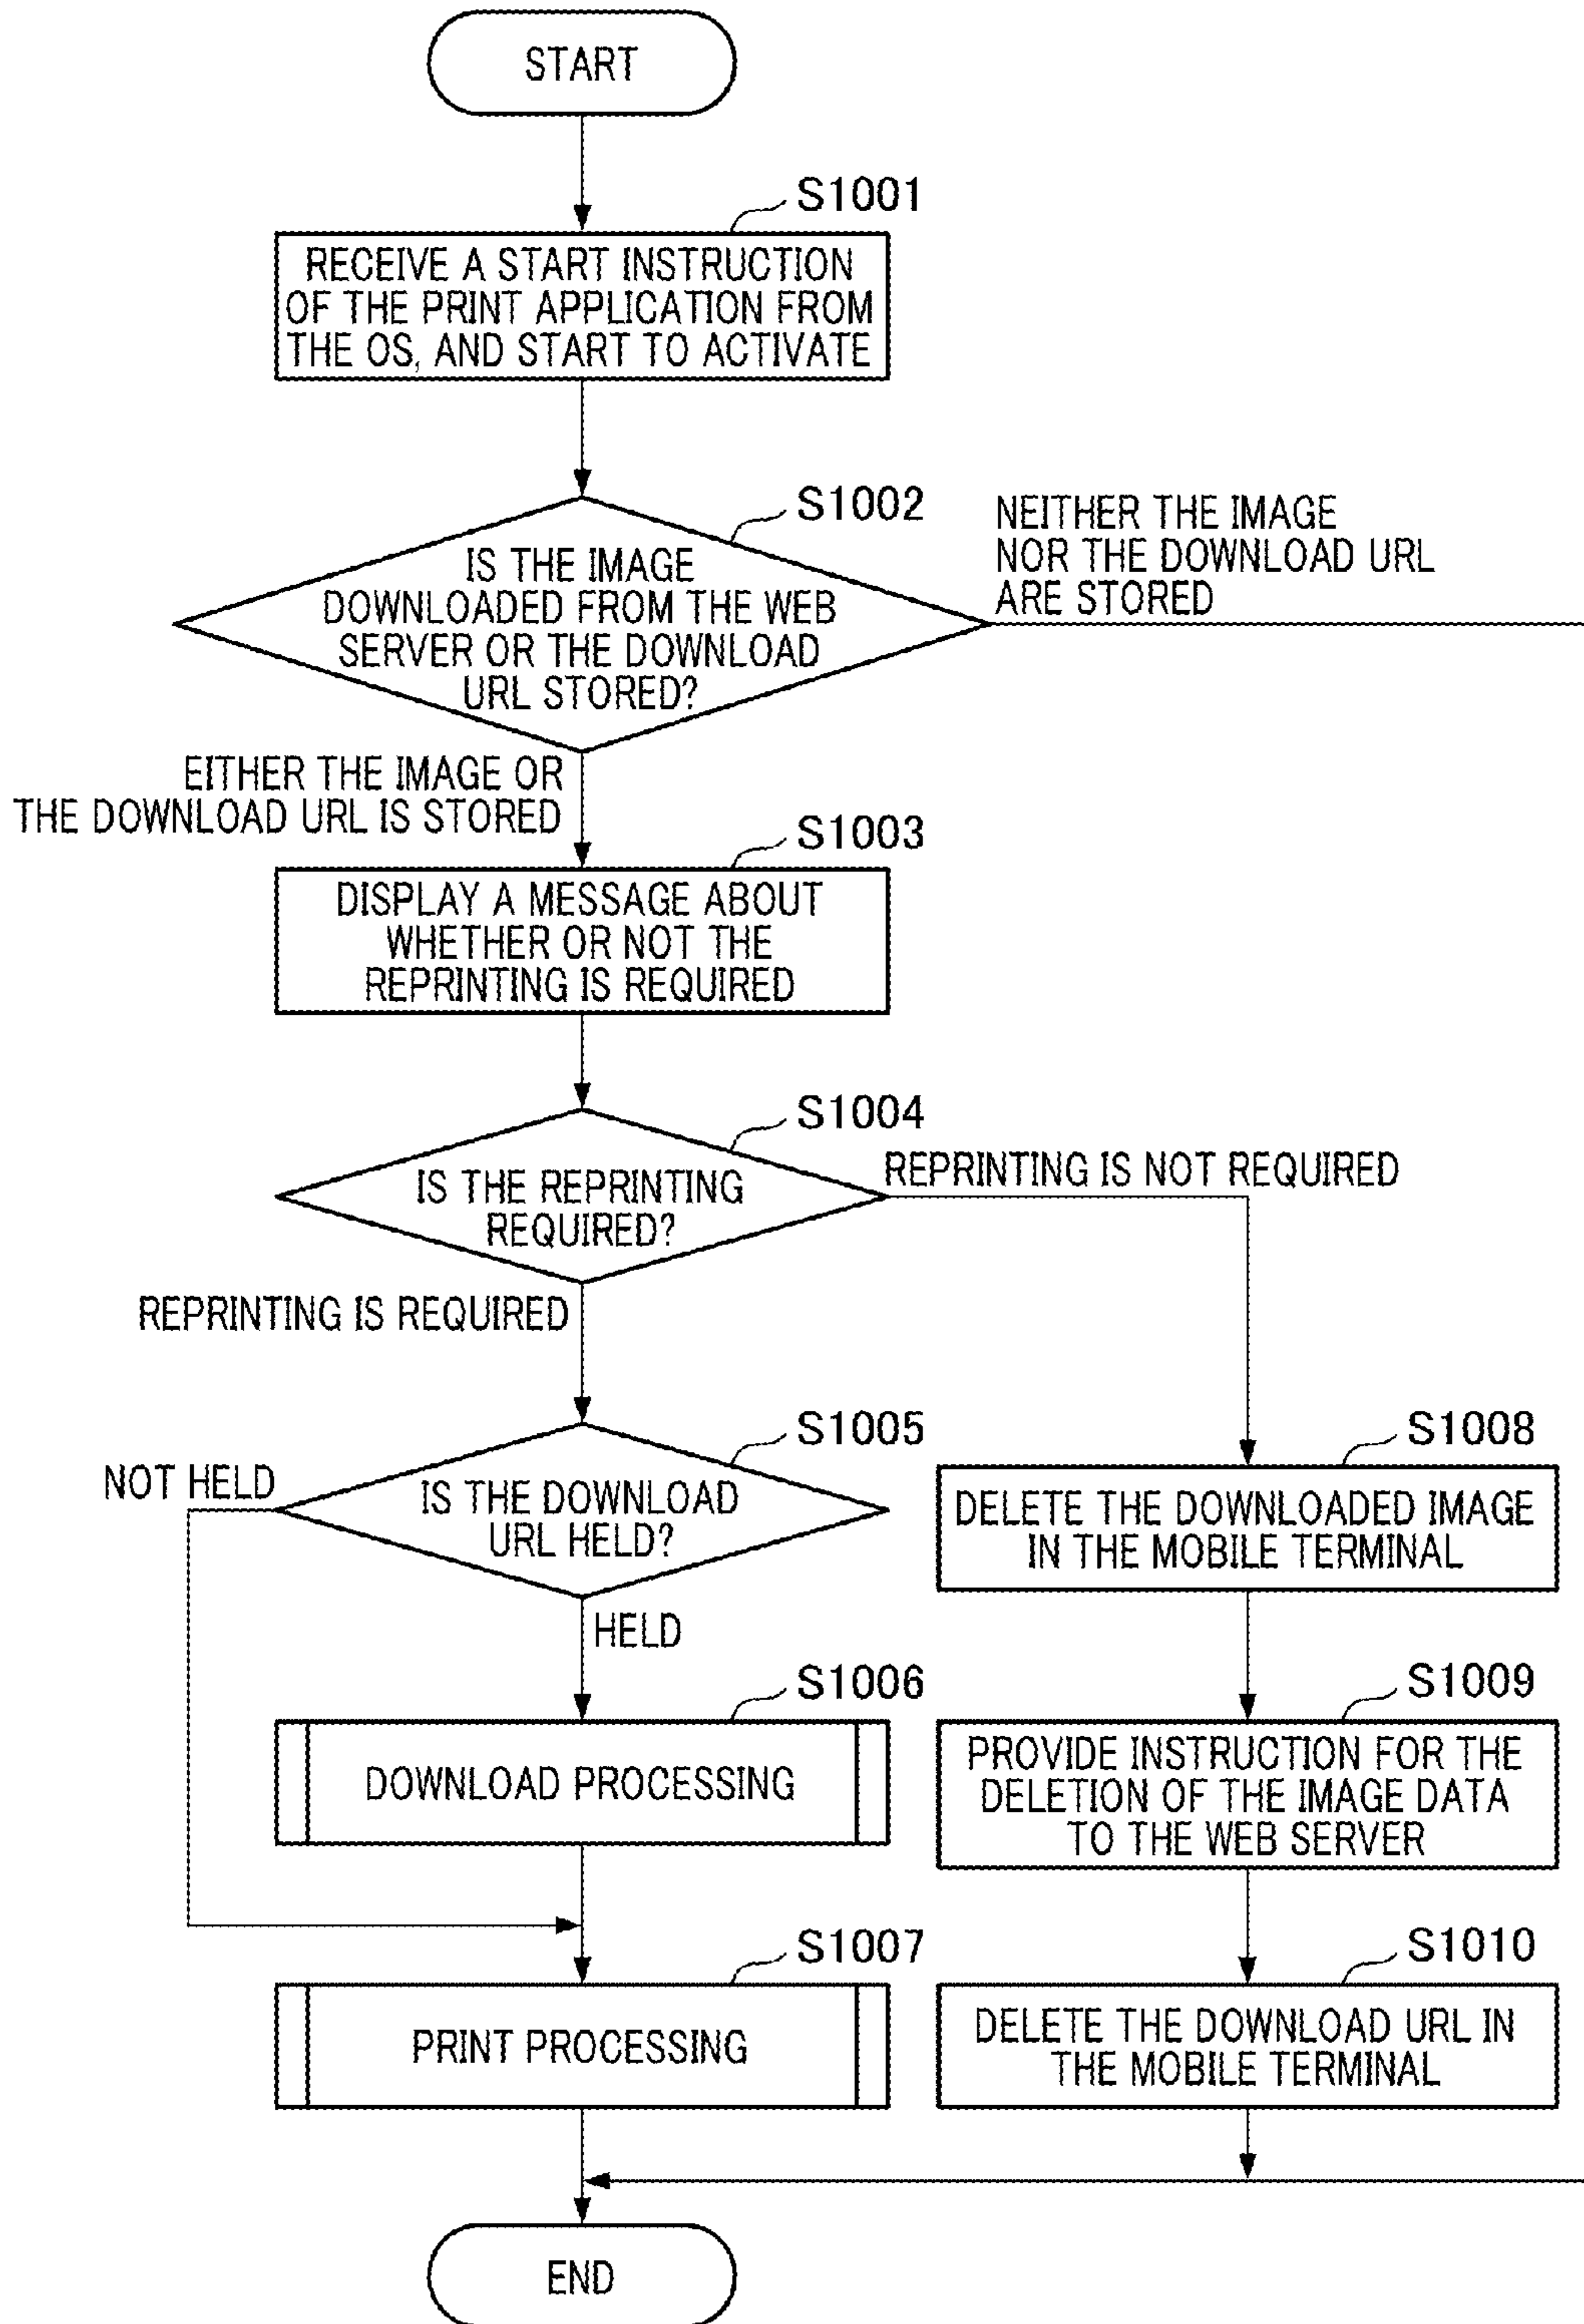 START
S1001
RECEIVE A START INSTRUCTION
OF THE PRINT APPLICATION FROM
THE OS, AND START TO ACTIVATE
S1002
IS THE IMAGE
DOWNLOADED FROM THE WEB
SERVER OR THE DOWNLOAD
URL STORED?
NEITHER THE IMAGE
NOR THE DOWNLOAD URL
ARE STORED
EITHER THE IMAGE OR
THE DOWNLOAD URL IS STORED
S1003
DISPLAY A MESSAGE ABOUT
WHETHER OR NOT THE
REPRINTING IS REQUIRED
S1004
IS THE REPRINTING
REQUIRED?
REPRINTING IS NOT REQUIRED
REPRINTING IS REQUIRED
S1005
IS THE DOWNLOAD
URL HELD?
NOT HELD
HELD
S1006
DOWNLOAD PROCESSING
S1007
PRINT PROCESSING
S1008
DELETE THE DOWNLOADED IMAGE
IN THE MOBILE TERMINAL
S1009
PROVIDE INSTRUCTION FOR THE
DELETION OF THE IMAGE DATA
TO THE WEB SERVER
S1010
DELETE THE DOWNLOAD URL IN
THE MOBILE TERMINAL
END